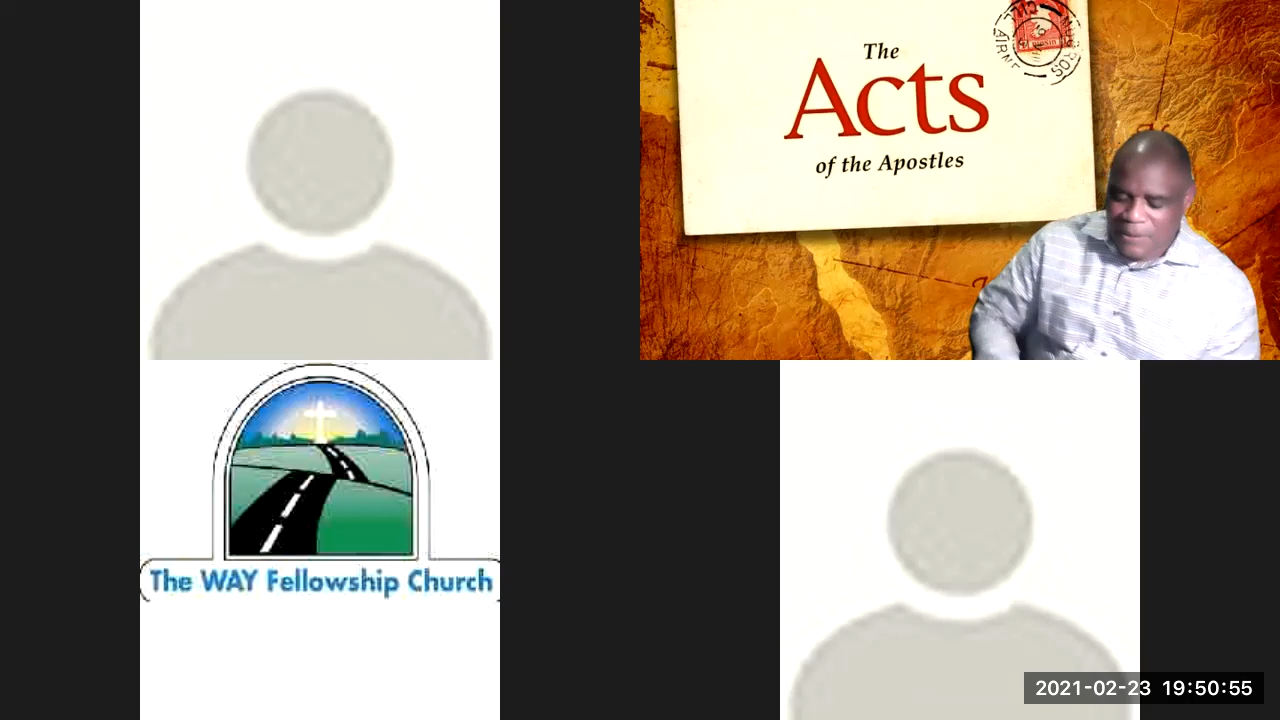 The
Acts
of the Apostles
The WAY Fellowship Church
2021-02-23 19:50:55